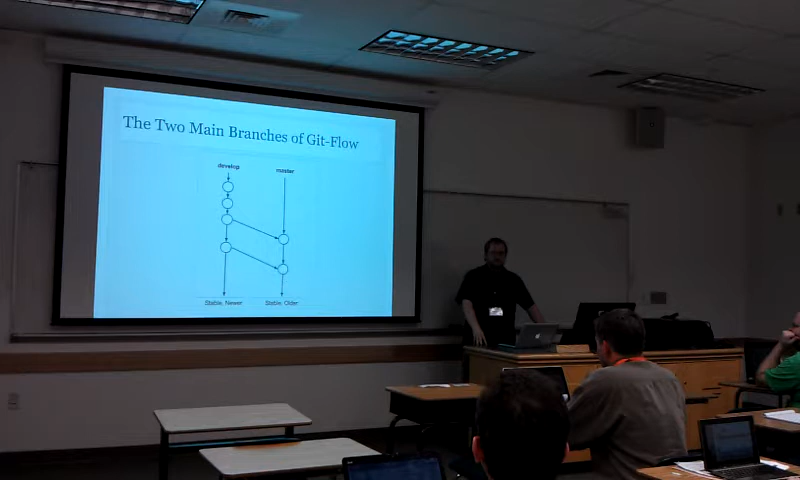 The Two Main Branches of Git-Flow
develop master
Stable, Newer Stable, Older